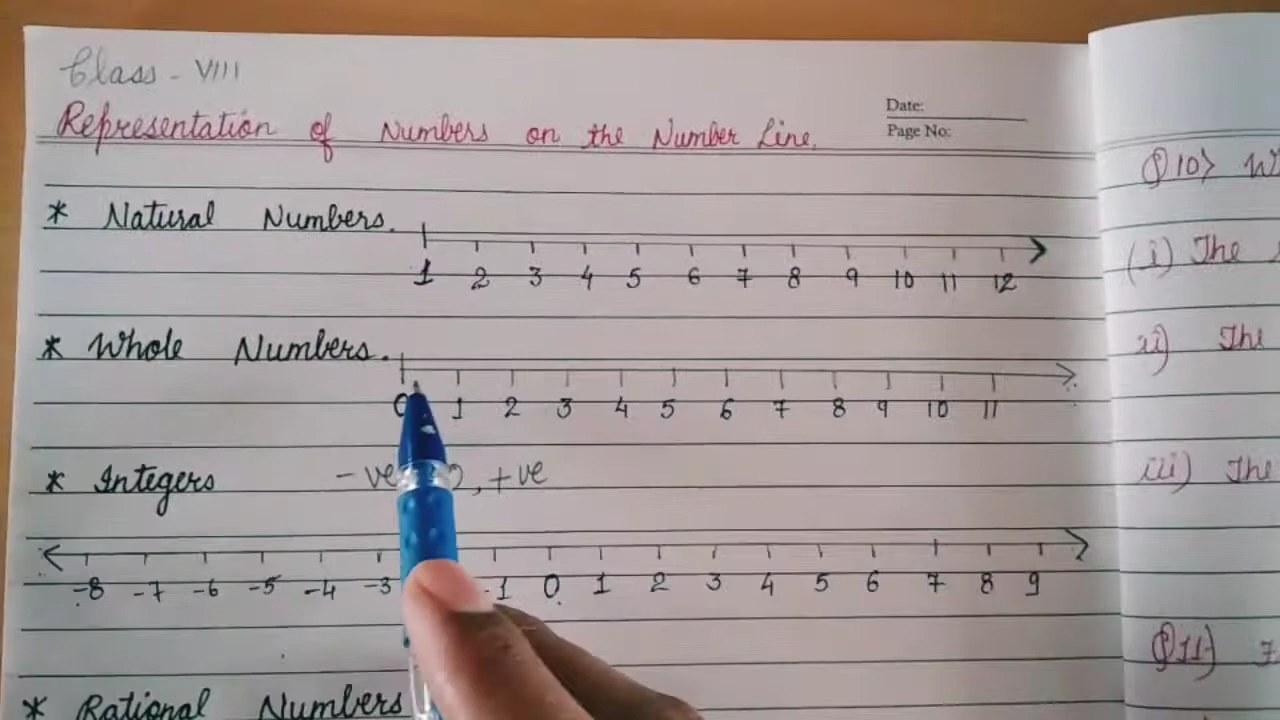 Class - VIII
Representation of Numbers on the Number Line.
Date:
Page No:
* Natural Numbers.
1 2 3 4 5 6 7 8 9 10 11 12
* Whole Numbers.
0 1 2 3 4 5 6 7 8 9 10 11
* Integers -ve 0, +ve
-8 -7 -6 -5 -4 -3 -1 0 1 2 3 4 5 6 7 8 9
* Rational Numbers
Q10)
(i) The
ii) The
iii) The
Q11)